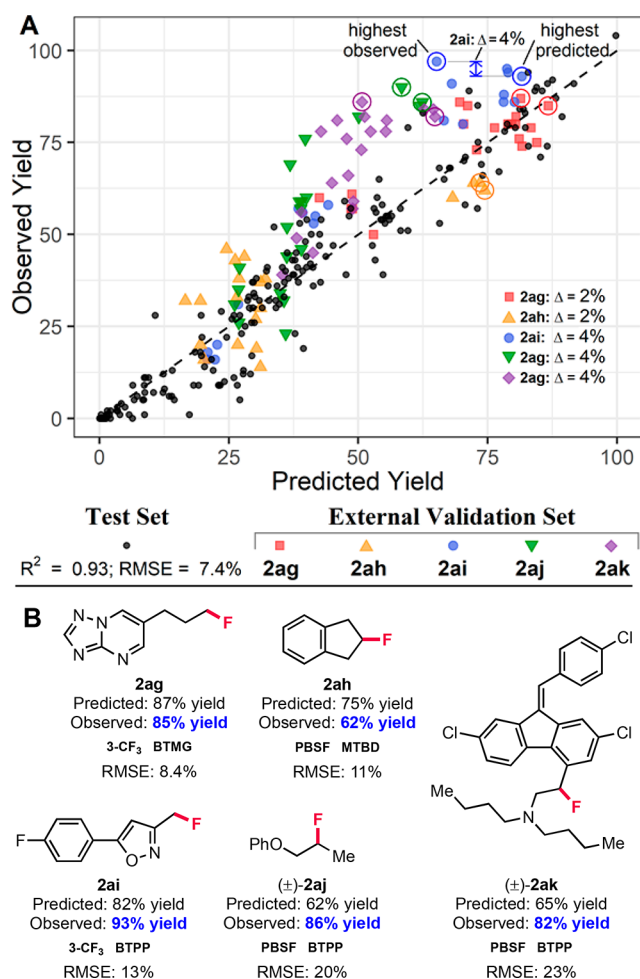 A
highest observed
2ai: Δ = 4%
highest predicted
100
75
50
25
0
Observed Yield
2ag: Δ = 2%
2ah: Δ = 2%
2ai: Δ = 4%
2ag: Δ = 4%
2ag: Δ = 4%
0 25 50 75 100
Predicted Yield
Test Set External Validation Set
R² = 0.93; RMSE = 7.4% 2ag 2ah 2ai 2aj 2ak
B
N N N N F
2ag
Predicted: 87% yield
Observed: 85% yield
3-CF₃ BTMG
RMSE: 8.4%
F
2ah
Predicted: 75% yield
Observed: 62% yield
PBSF MTBD
RMSE: 11%
F O N F
2ai
Predicted: 82% yield
Observed: 93% yield
3-CF₃ BTPP
RMSE: 13%
F
PhO Me
(±)-2aj
Predicted: 62% yield
Observed: 86% yield
PBSF BTPP
RMSE: 20%
Cl
Cl Cl
F
CH₃ N
CH₃
(±)-2ak
Predicted: 65% yield
Observed: 82% yield
PBSF BTPP
RMSE: 23%